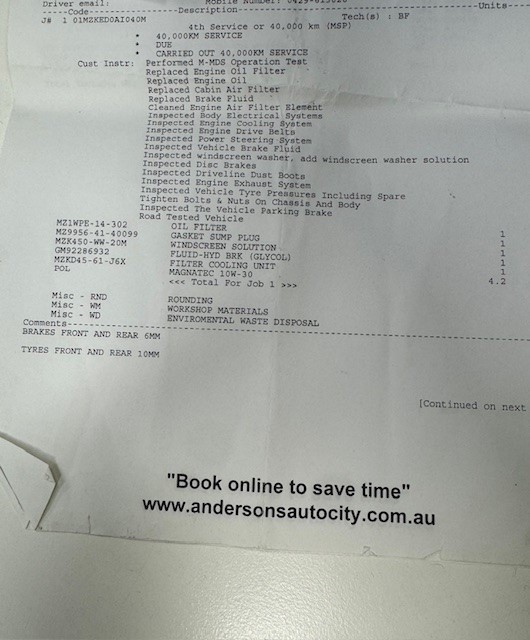 Driver email: Mobile Number: 0429-613020
-----Code------------------Description------------------------------Units----
J# 1 01MZKED0AI040M Tech(s) : BF
4th Service or 40,000 km (MSP)
* 40,000KM SERVICE
* DUE
* CARRIED OUT 40,000KM SERVICE
Cust Instr: Performed M-MDS Operation Test
Replaced Engine Oil Filter
Replaced Engine Oil
Replaced Cabin Air Filter
Replaced Brake Fluid
Cleaned Engine Air Filter Element
Inspected Body Electrical Systems
Inspected Engine Cooling System
Inspected Engine Drive Belts
Inspected Power Steering System
Inspected Vehicle Brake Fluid
Inspected windscreen washer, add windscreen washer solution
Inspected Disc Brakes
Inspected Driveline Dust Boots
Inspected Engine Exhaust System
Inspected Vehicle Tyre Pressures Including Spare
Tighten Bolts & Nuts On Chassis And Body
Inspected The Vehicle Parking Brake
Road Tested Vehicle
MZ1WPE-14-302 OIL FILTER 1
MZ9956-41-40099 GASKET SUMP PLUG 1
MZK450-WW-20M WINDSCREEN SOLUTION 1
GM92286932 FLUID-HYD BRK (GLYCOL) 1
MZKD45-61-J6X FILTER COOLING UNIT 1
POL MAGNATEC 10W-30 4.2
<<< Total For Job 1 >>>
Misc - RND ROUNDING
Misc - WM WORKSHOP MATERIALS
Misc - WD ENVIROMENTAL WASTE DISPOSAL
Comments----------------------------------------
BRAKES FRONT AND REAR 6MM
TYRES FRONT AND REAR 10MM
[Continued on next
"Book online to save time"
www.andersonsautocity.com.au